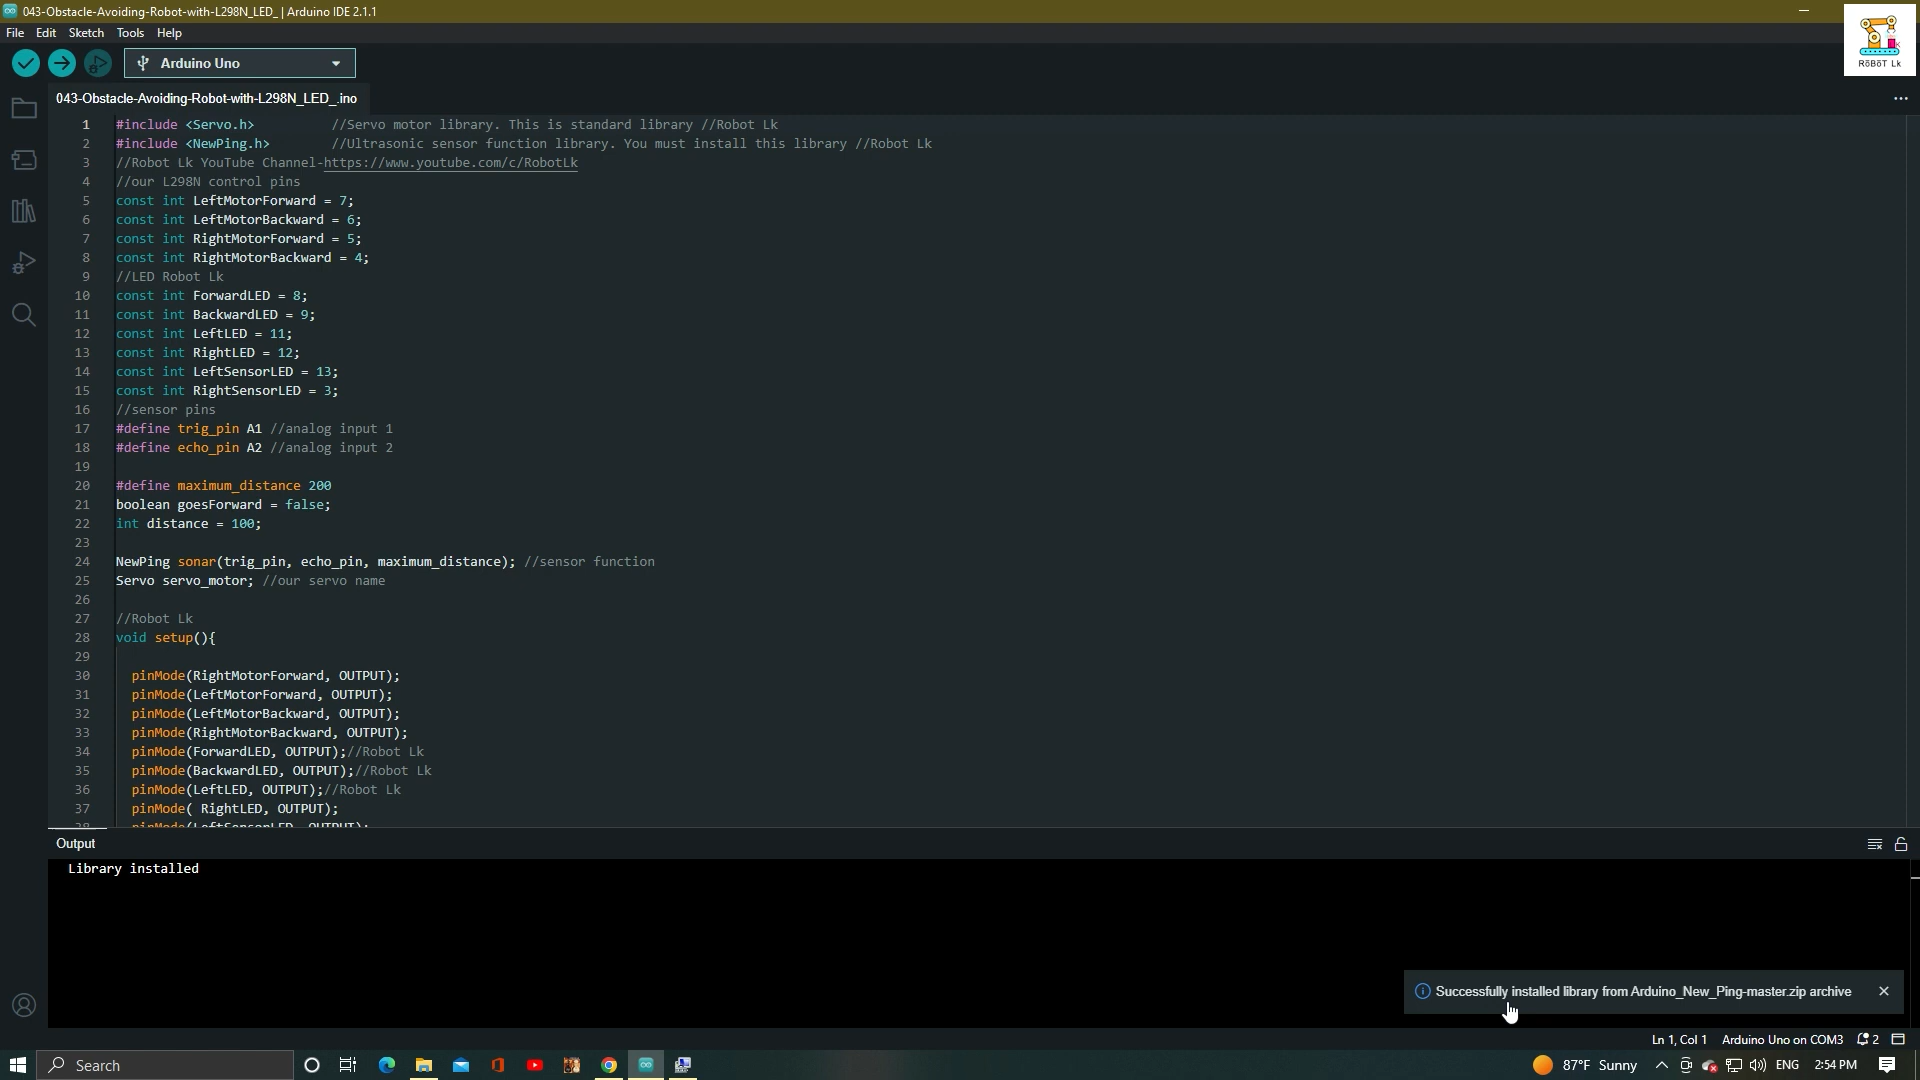 043-Obstacle-Avoiding-Robot-with-L298N_LED_ | Arduino IDE 2.1.1
File Edit Sketch Tools Help
Arduino Uno
RŏBŏT Lk
043-Obstacle-Avoiding-Robot-with-L298N_LED_.ino
1 #include <Servo.h> //Servo motor library. This is standard library //Robot Lk
2 #include <NewPing.h> //Ultrasonic sensor function library. You must install this library //Robot Lk
3 //Robot Lk YouTube Channel-https://www.youtube.com/c/RobotLk
4 //our L298N control pins
5 const int LeftMotorForward = 7;
6 const int LeftMotorBackward = 6;
7 const int RightMotorForward = 5;
8 const int RightMotorBackward = 4;
9 //LED Robot Lk
10 const int ForwardLED = 8;
11 const int BackwardLED = 9;
12 const int LeftLED = 11;
13 const int RightLED = 12;
14 const int LeftSensorLED = 13;
15 const int RightSensorLED = 3;
16 //sensor pins
17 #define trig_pin A1 //analog input 1
18 #define echo_pin A2 //analog input 2
19
20 #define maximum_distance 200
21 boolean goesForward = false;
22 int distance = 100;
23
24 NewPing sonar(trig_pin, echo_pin, maximum_distance); //sensor function
25 Servo servo_motor; //our servo name
26
27 //Robot Lk
28 void setup(){
29
30 pinMode(RightMotorForward, OUTPUT);
31 pinMode(LeftMotorForward, OUTPUT);
32 pinMode(LeftMotorBackward, OUTPUT);
33 pinMode(RightMotorBackward, OUTPUT);
34 pinMode(ForwardLED, OUTPUT);//Robot Lk
35 pinMode(BackwardLED, OUTPUT);//Robot Lk
36 pinMode(LeftLED, OUTPUT);//Robot Lk
37 pinMode( RightLED, OUTPUT);
38 pinMode(LeftSensorLED, OUTPUT);
Output
Library installed
Successfully installed library from Arduino_New_Ping-master.zip archive
Ln 1, Col 1 Arduino Uno on COM3 2
Search 87°F Sunny ENG 2:54 PM